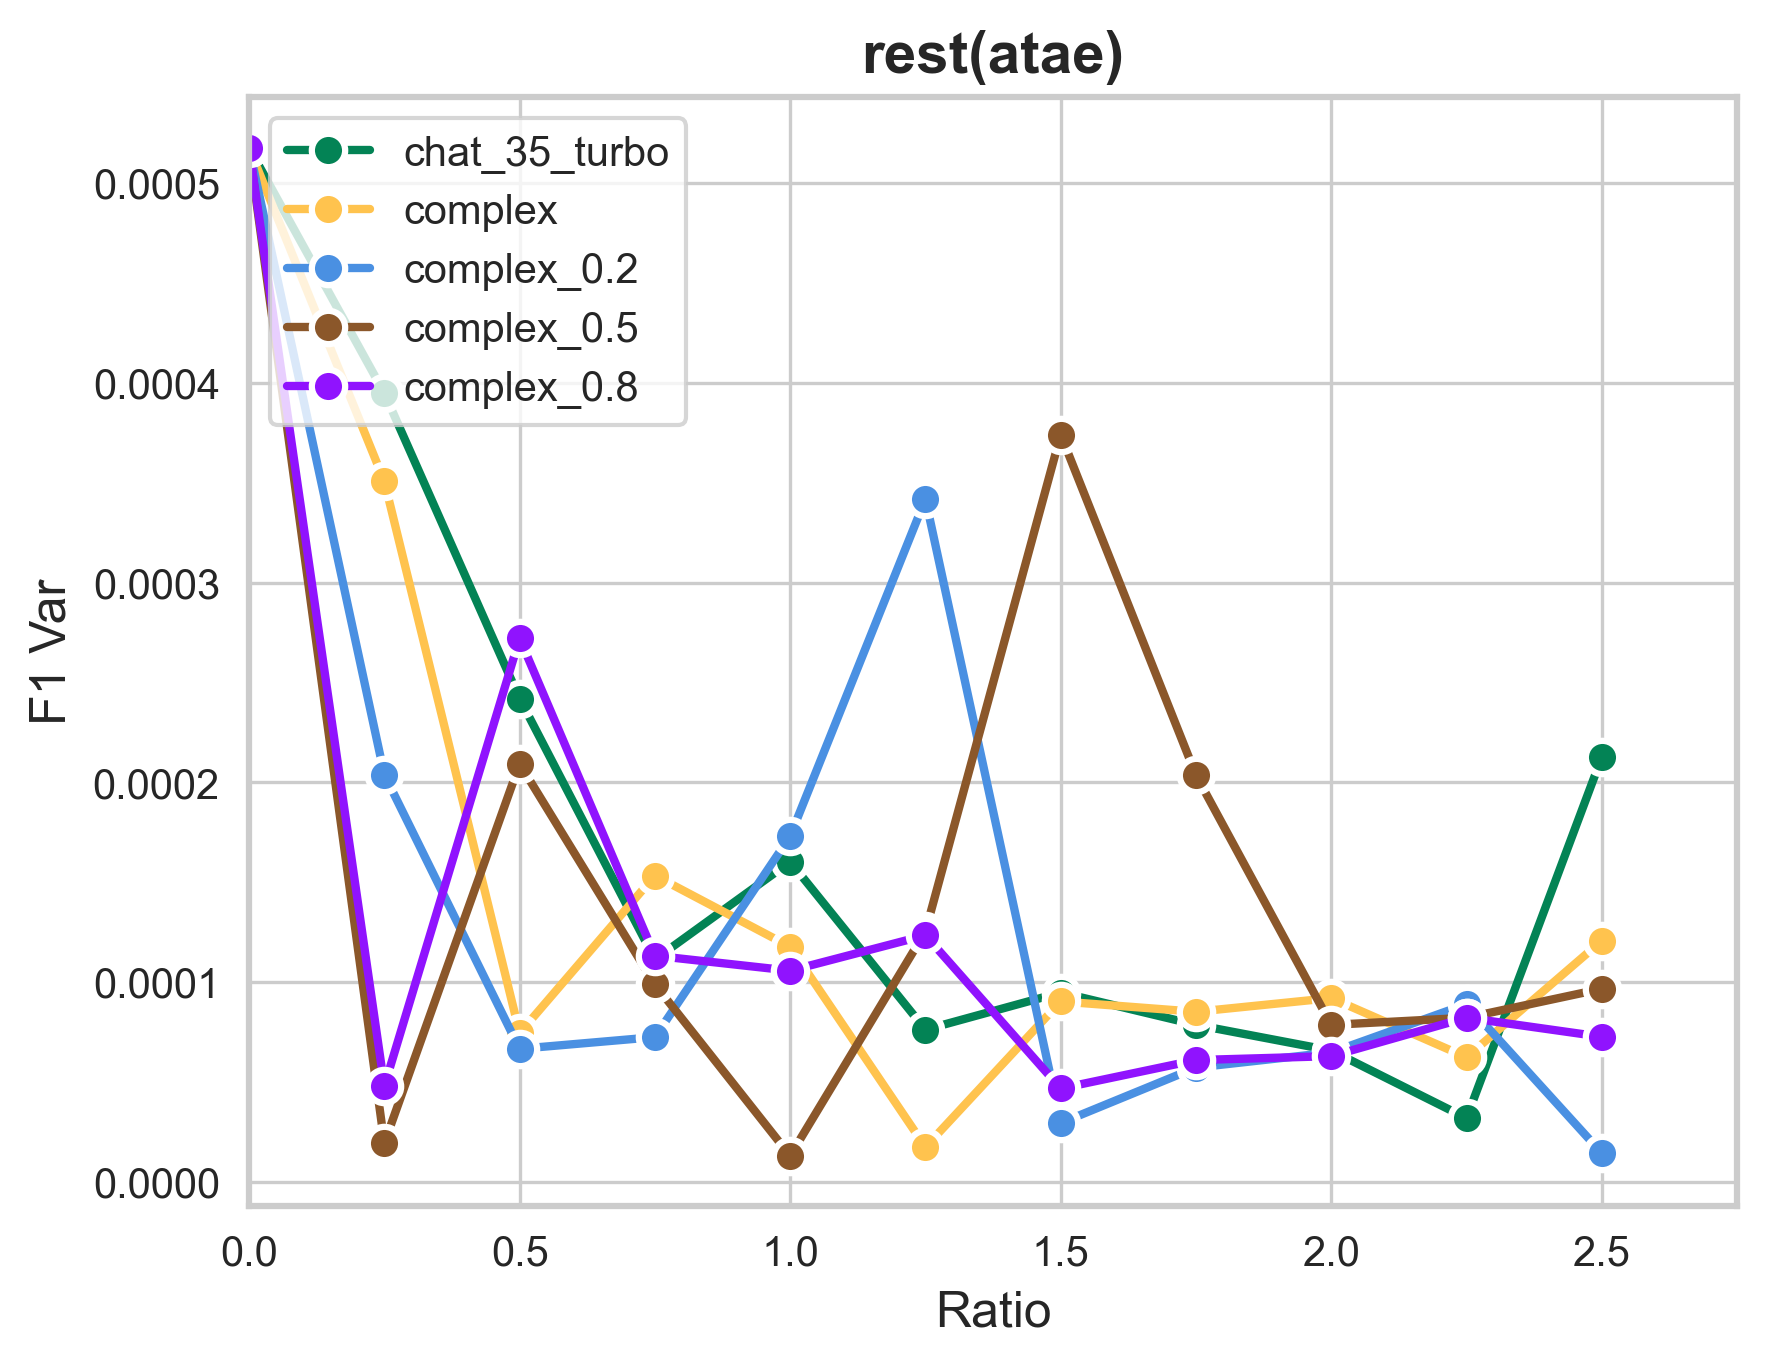 rest(atae)
chat_35_turbo
complex
complex_0.2
complex_0.5
complex_0.8
0.0005
0.0004
0.0003
0.0002
0.0001
0.0000
F1 Var
0.0 0.5 1.0 1.5 2.0 2.5
Ratio